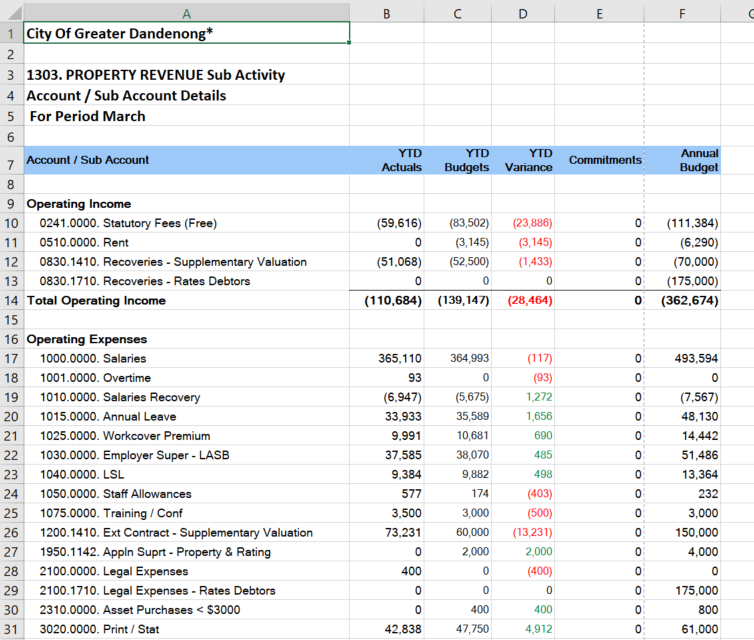 A B C D E F
1 City Of Greater Dandenong*
2
3 1303. PROPERTY REVENUE Sub Activity
4 Account / Sub Account Details
5 For Period March
6
7 Account / Sub Account YTD Actuals YTD Budgets YTD Variance Commitments Annual Budget
8
9 Operating Income
10 0241.0000. Statutory Fees (Free) (59,616) (83,502) (23,886) 0 (111,384)
11 0510.0000. Rent 0 (3,145) (3,145) 0 (6,290)
12 0830.1410. Recoveries - Supplementary Valuation (51,068) (52,500) (1,433) 0 (70,000)
13 0830.1710. Recoveries - Rates Debtors 0 0 0 0 (175,000)
14 Total Operating Income (110,684) (139,147) (28,464) 0 (362,674)
15
16 Operating Expenses
17 1000.0000. Salaries 365,110 364,993 (117) 0 493,594
18 1001.0000. Overtime 93 0 (93) 0 0
19 1010.0000. Salaries Recovery (6,947) (5,675) 1,272 0 (7,567)
20 1015.0000. Annual Leave 33,933 35,589 1,656 0 48,130
21 1025.0000. Workcover Premium 9,991 10,681 690 0 14,442
22 1030.0000. Employer Super - LASB 37,585 38,070 485 0 51,486
23 1040.0000. LSL 9,384 9,882 498 0 13,364
24 1050.0000. Staff Allowances 577 174 (403) 0 232
25 1075.0000. Training / Conf 3,500 3,000 (500) 0 3,000
26 1200.1410. Ext Contract - Supplementary Valuation 73,231 60,000 (13,231) 0 150,000
27 1950.1142. Appln Suprt - Property & Rating 0 2,000 2,000 0 4,000
28 2100.0000. Legal Expenses 400 0 (400) 0 0
29 2100.1710. Legal Expenses - Rates Debtors 0 0 0 0 175,000
30 2310.0000. Asset Purchases < $3000 0 400 400 0 800
31 3020.0000. Print / Stat 42,838 47,750 4,912 0 61,000